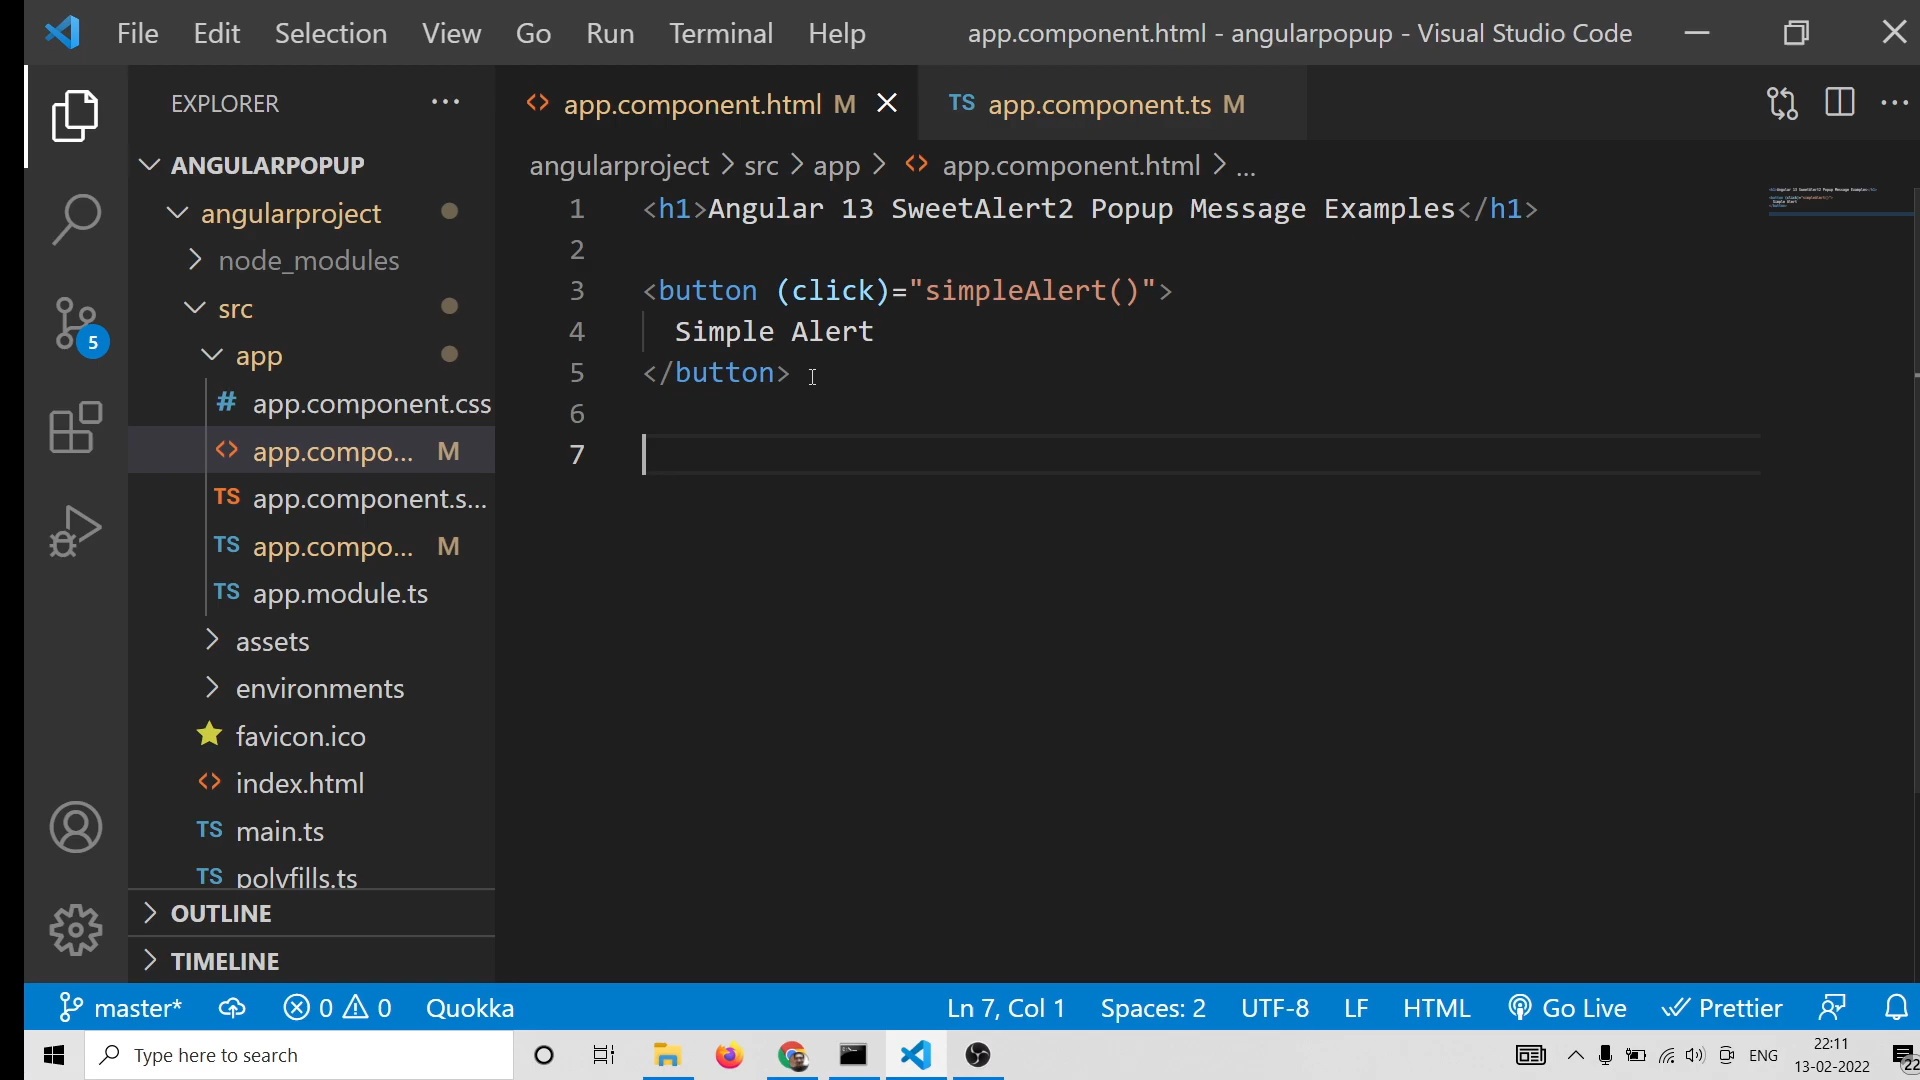 File Edit Selection View Go Run Terminal Help app.component.html - angularpopup - Visual Studio Code
EXPLORER
app.component.html M
TS app.component.ts M
ANGULARPOPUP
angularproject > src > app > app.component.html > ...
angularproject
node_modules
src
app
# app.component.css
app.compo... M
TS app.component.s...
TS app.compo... M
TS app.module.ts
assets
environments
favicon.ico
index.html
TS main.ts
TS polyfills.ts
OUTLINE
TIMELINE
1 <h1>Angular 13 SweetAlert2 Popup Message Examples</h1>
2
3 <button (click)="simpleAlert()">
4 Simple Alert
5 </button>
6
7
5
master* 0 0 Quokka Ln 7, Col 1 Spaces: 2 UTF-8 LF HTML Go Live Prettier
Type here to search
ENG
22:11
13-02-2022
22